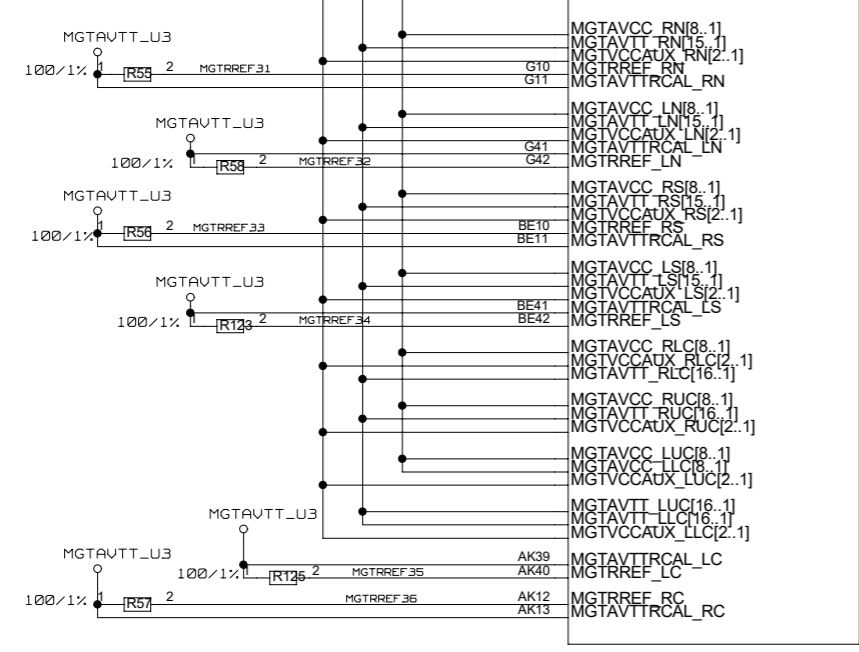 MGTAVCC_RN[8..1]
MGTAVTT_U3 MGTAVTT_RN[15..1]
MGTVCCAUX_RN[2..1]
100/1% 1 R55 2 MGTRREF31 G10 MGTRREF_RN
G11 MGTAVTTRCAL_RN
MGTAVCC_LN[8..1]
MGTAVTT_U3 MGTAVTT_LN[15..1]
MGTVCCAUX_LN[2..1]
G41 MGTAVTTRCAL_LN
100/1% 1 R58 2 MGTRREF32 G42 MGTRREF_LN
MGTAVCC_RS[8..1]
MGTAVTT_U3 MGTAVTT_RS[15..1]
MGTVCCAUX_RS[2..1]
100/1% 1 R56 2 MGTRREF33 BE10 MGTRREF_RS
BE11 MGTAVTTRCAL_RS
MGTAVCC_LS[8..1]
MGTAVTT_U3 MGTAVTT_LS[15..1]
MGTVCCAUX_LS[2..1]
BE41 MGTAVTTRCAL_LS
100/1% 1 R123 2 MGTRREF34 BE42 MGTRREF_LS
MGTAVCC_RLC[8..1]
MGTVCCAUX_RLC[2..1]
MGTAVTT_RLC[16..1]
MGTAVCC_RUC[8..1]
MGTAVTT_RUC[16..1]
MGTVCCAUX_RUC[2..1]
MGTAVCC_LUC[8..1]
MGTAVCC_LLC[8..1]
MGTVCCAUX_LUC[2..1]
MGTAVTT_LUC[16..1]
MGTAVTT_U3 MGTAVTT_LLC[16..1]
MGTVCCAUX_LLC[2..1]
MGTAVTT_U3 AK39 MGTAVTTRCAL_LC
100/1% 1 R125 2 MGTRREF35 AK40 MGTRREF_LC
100/1% 1 R57 2 MGTRREF36 AK12 MGTRREF_RC
AK13 MGTAVTTRCAL_RC